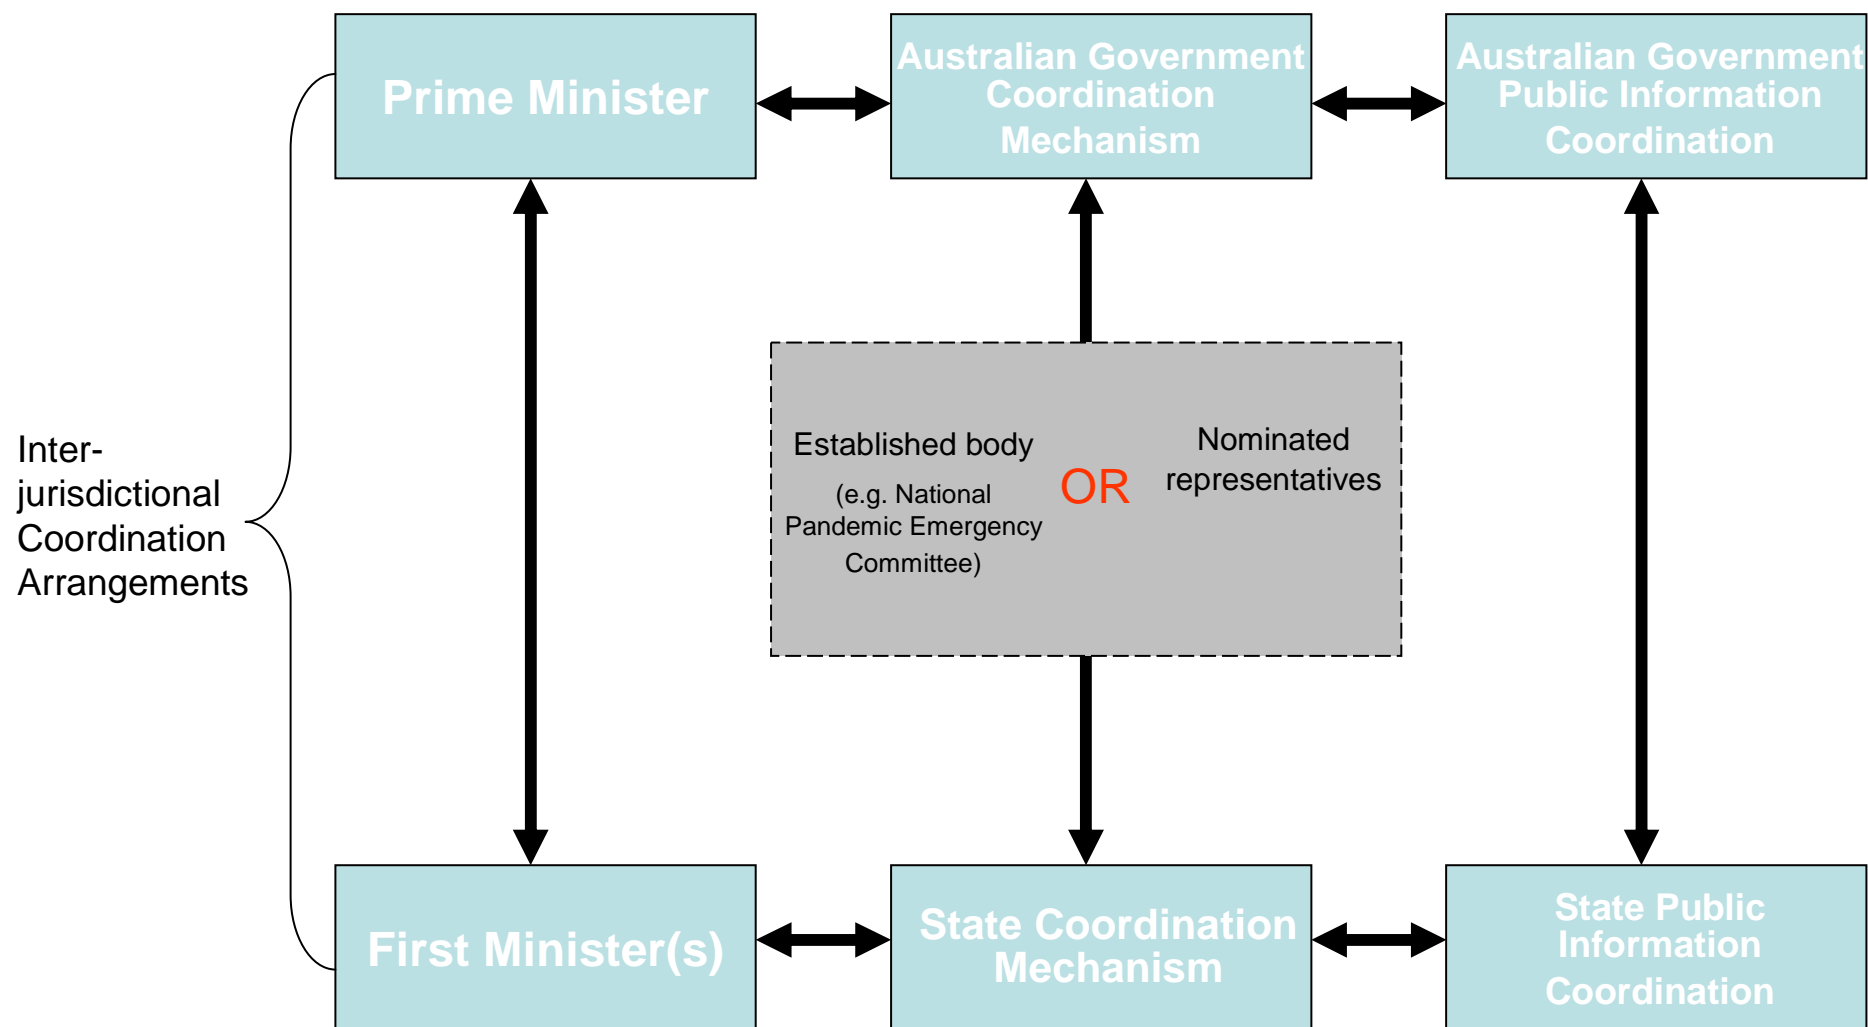 Prime Minister
Australian Government
Coordination
Mechanism
Australian Government
Public Information
Coordination
Inter-
jurisdictional
Coordination
Arrangements
Established body
(e.g. National
Pandemic Emergency
Committee)
OR
Nominated
representatives
First Minister(s)
State Coordination
Mechanism
State Public
Information
Coordination